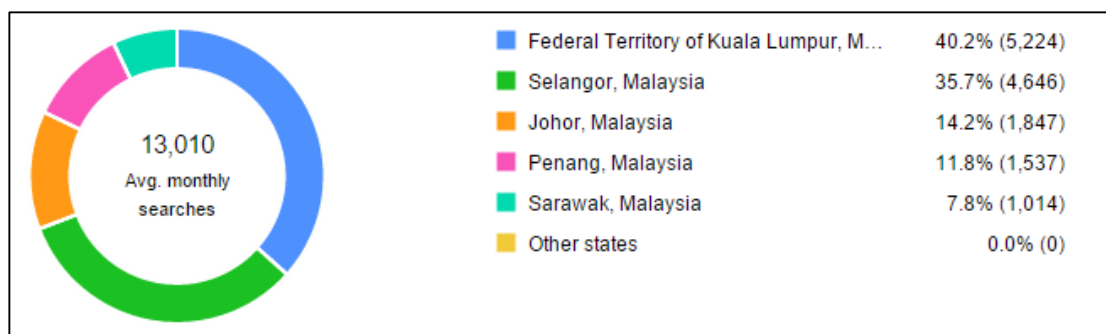 13,010
Avg. monthly
searches
Federal Territory of Kuala Lumpur, M... 40.2% (5,224)
Selangor, Malaysia 35.7% (4,646)
Johor, Malaysia 14.2% (1,847)
Penang, Malaysia 11.8% (1,537)
Sarawak, Malaysia 7.8% (1,014)
Other states 0.0% (0)